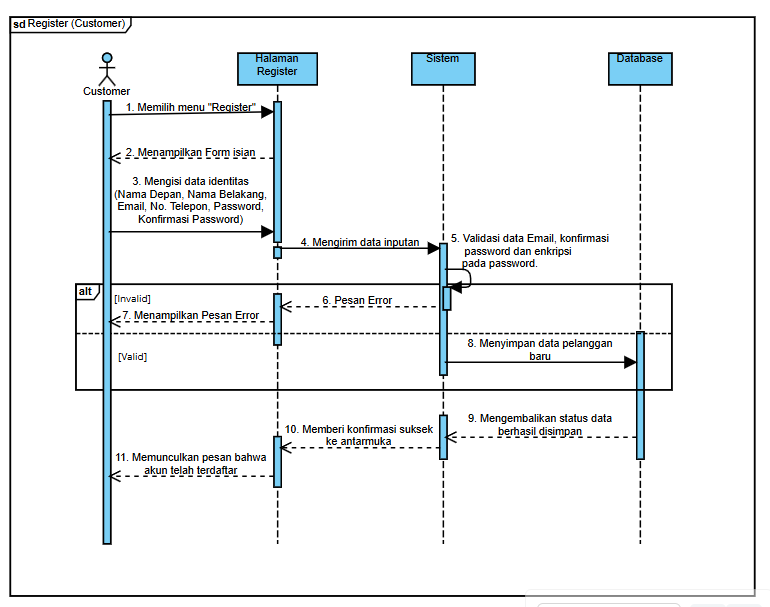 sd Register (Customer)
Halaman
Register
Sistem
Database
Customer
1. Memilih menu "Register"
2. Menampilkan Form isian
3. Mengisi data identitas
(Nama Depan, Nama Belakang,
Email, No. Telepon, Password,
Konfirmasi Password)
4. Mengirim data inputan
5. Validasi data Email, konfirmasi
password dan enkripsi
pada password.
alt
[Invalid]
6. Pesan Error
7. Menampilkan Pesan Error
[Valid]
8. Menyimpan data pelanggan
baru
9. Mengembalikan status data
berhasil disimpan
10. Memberi konfirmasi suksek
ke antarmuka
11. Memunculkan pesan bahwa
akun telah terdaftar